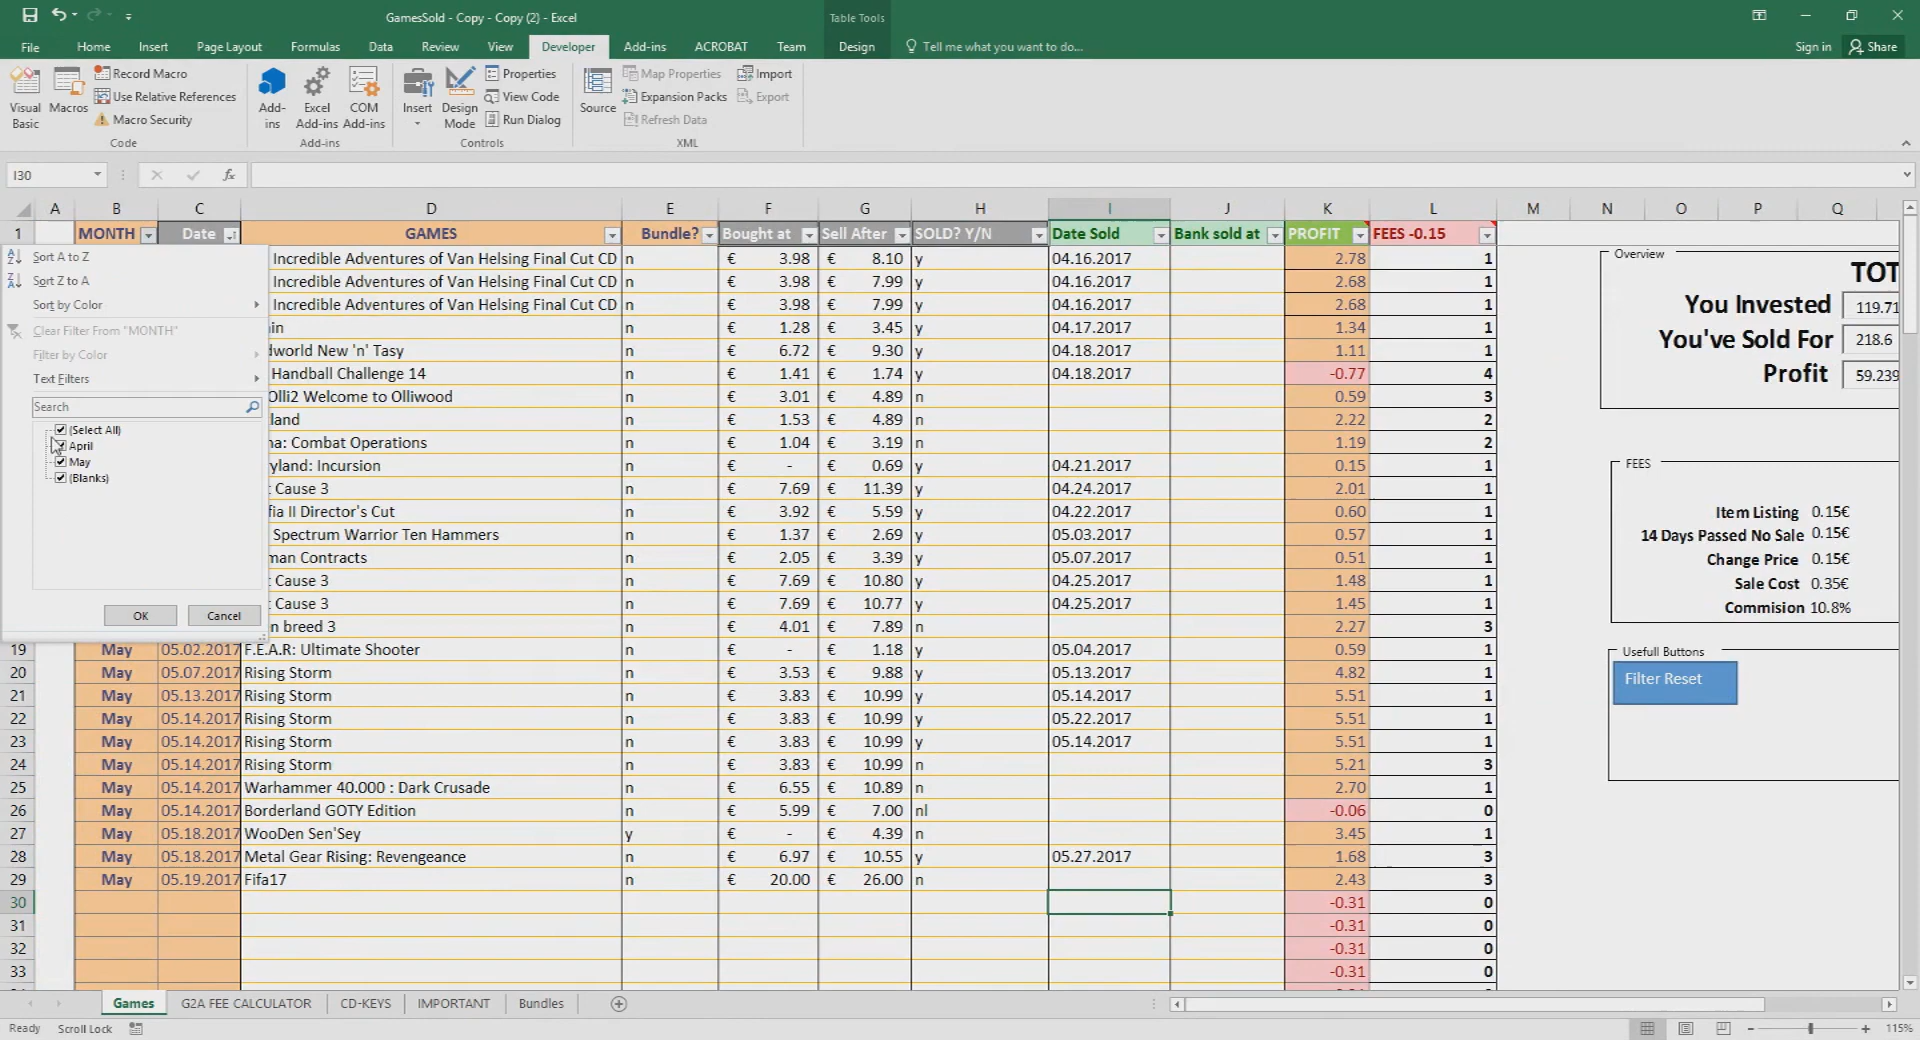 GamesSold - Copy - Copy (2) - Excel
Table Tools
File Home Insert Page Layout Formulas Data Review View Developer Add-ins ACROBAT Team Design Tell me what you want to do... Sign in Share
Visual Basic
Macros
Record Macro
Use Relative References
Macro Security
Code
Add-ins
Excel Add-ins
COM Add-ins
Add-ins
Insert
Design Mode
Properties
View Code
Run Dialog
Controls
Source
Map Properties
Expansion Packs
Refresh Data
Import
Export
XML
I30
fx
A B C D E F G H I J K L M N O P Q
1 MONTH Date GAMES Bundle? Bought at Sell After SOLD? Y/N Date Sold Bank sold at PROFIT FEES -0.15
Sort A to Z
Sort Z to A
Sort by Color
Clear Filter From "MONTH"
Filter by Color
Text Filters
Search
(Select All)
April
May
(Blanks)
OK Cancel
Incredible Adventures of Van Helsing Final Cut CD n € 3.98 € 8.10 y 04.16.2017 2.78 1
Incredible Adventures of Van Helsing Final Cut CD n € 3.98 € 7.99 y 04.16.2017 2.68 1
Incredible Adventures of Van Helsing Final Cut CD n € 3.98 € 7.99 y 04.16.2017 2.68 1
in n € 1.28 € 3.45 y 04.17.2017 1.34 1
dworld New 'n' Tasy n € 6.72 € 9.30 y 04.18.2017 1.11 1
Handball Challenge 14 n € 1.41 € 1.74 y 04.18.2017 -0.77 4
Olli2 Welcome to Olliwood n € 3.01 € 4.89 n 0.59 3
land n € 1.53 € 4.89 n 2.22 2
na: Combat Operations n € 1.04 € 3.19 n 1.19 2
yland: Incursion n € - € 0.69 y 04.21.2017 0.15 1
t Cause 3 n € 7.69 € 11.39 y 04.24.2017 2.01 1
fia II Director's Cut n € 3.92 € 5.59 y 04.22.2017 0.60 1
Spectrum Warrior Ten Hammers n € 1.37 € 2.69 y 05.03.2017 0.57 1
man Contracts n € 2.05 € 3.39 y 05.07.2017 0.51 1
t Cause 3 n € 7.69 € 10.80 y 04.25.2017 1.48 1
t Cause 3 n € 7.69 € 10.77 y 04.25.2017 1.45 1
n breed 3 n € 4.01 € 7.89 n 2.27 3
19 May 05.02.2017 F.E.A.R: Ultimate Shooter n € - € 1.18 y 05.04.2017 0.59 1
20 May 05.07.2017 Rising Storm n € 3.53 € 9.88 y 05.13.2017 4.82 1
21 May 05.13.2017 Rising Storm n € 3.83 € 10.99 y 05.14.2017 5.51 1
22 May 05.14.2017 Rising Storm n € 3.83 € 10.99 y 05.22.2017 5.51 1
23 May 05.14.2017 Rising Storm n € 3.83 € 10.99 y 05.14.2017 5.51 1
24 May 05.14.2017 Rising Storm n € 3.83 € 10.99 n 5.21 3
25 May 05.14.2017 Warhammer 40.000 : Dark Crusade n € 6.55 € 10.89 n 2.70 1
26 May 05.14.2017 Borderland GOTY Edition n € 5.99 € 7.00 nl -0.06 0
27 May 05.18.2017 WooDen Sen'Sey y € - € 4.39 n 3.45 1
28 May 05.18.2017 Metal Gear Rising: Revengeance n € 6.97 € 10.55 y 05.27.2017 1.68 3
29 May 05.19.2017 Fifa17 n € 20.00 € 26.00 n 2.43 3
30 -0.31 0
31 -0.31 0
32 -0.31 0
33 -0.31 0
Overview
TOT
You Invested 119.71
You've Sold For 218.6
Profit 59.239
FEES
Item Listing 0.15€
14 Days Passed No Sale 0.15€
Change Price 0.15€
Sale Cost 0.35€
Commision 10.8%
Usefull Buttons
Filter Reset
Games G2A FEE CALCULATOR CD-KEYS IMPORTANT Bundles
Ready Scroll Lock 115%